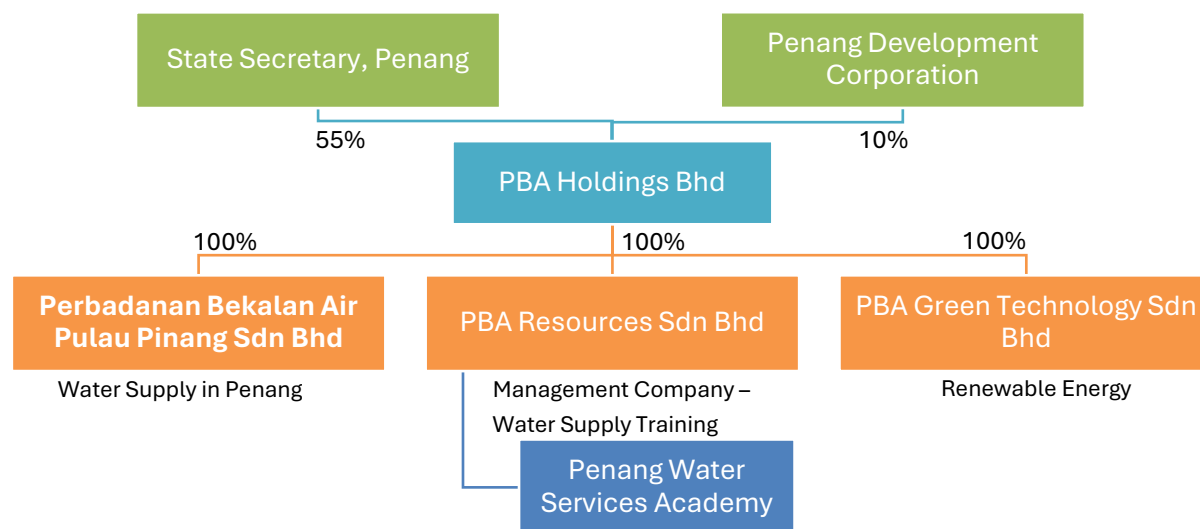 State Secretary, Penang
Penang Development
Corporation
55%
10%
PBA Holdings Bhd
100%
100%
100%
Perbadanan Bekalan Air
Pulau Pinang Sdn Bhd
PBA Resources Sdn Bhd
PBA Green Technology Sdn
Bhd
Water Supply in Penang
Management Company –
Water Supply Training
Renewable Energy
Penang Water
Services Academy